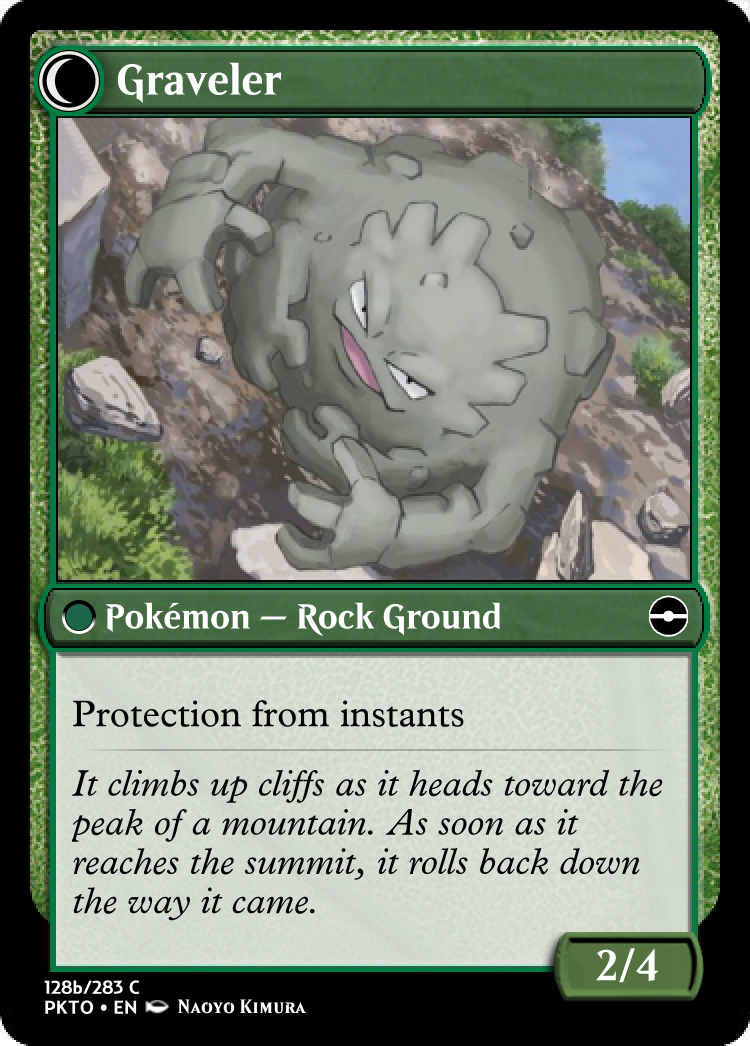 Graveler
Pokémon — Rock Ground
Protection from instants
It climbs up cliffs as it heads toward the
peak of a mountain. As soon as it
reaches the summit, it rolls back down
the way it came.
2/4
128b/283 C
PKTO • EN Naoyo Kimura